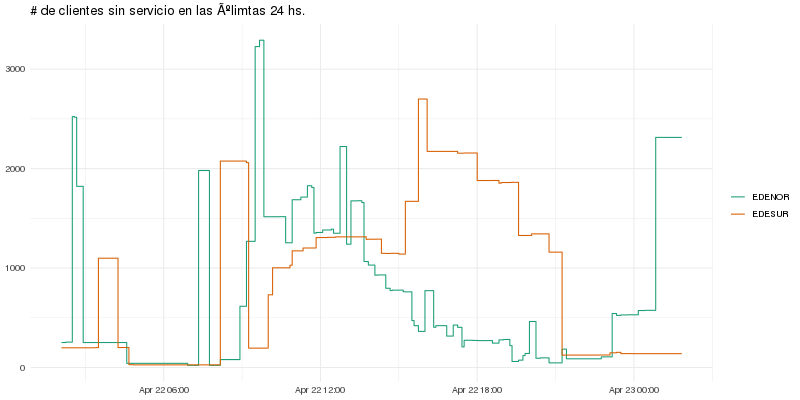 # de clientes sin servicio en las Ãºlimtas 24 hs.
3000
2000
1000
0
Apr 22 06:00
Apr 22 12:00
Apr 22 18:00
Apr 23 00:00
EDENOR
EDESUR